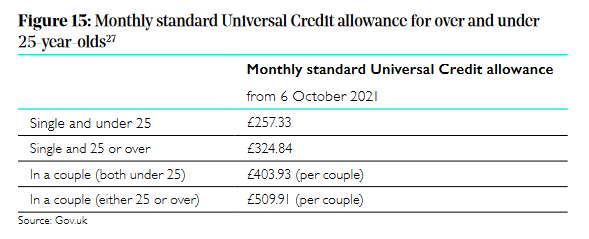 Figure 15: Monthly standard Universal Credit allowance for over and under
25-year-olds27
Monthly standard Universal Credit allowance
from 6 October 2021
Single and under 25 £257.33
Single and 25 or over £324.84
In a couple (both under 25) £403.93 (per couple)
In a couple (either 25 or over) £509.91 (per couple)
Source: Gov.uk